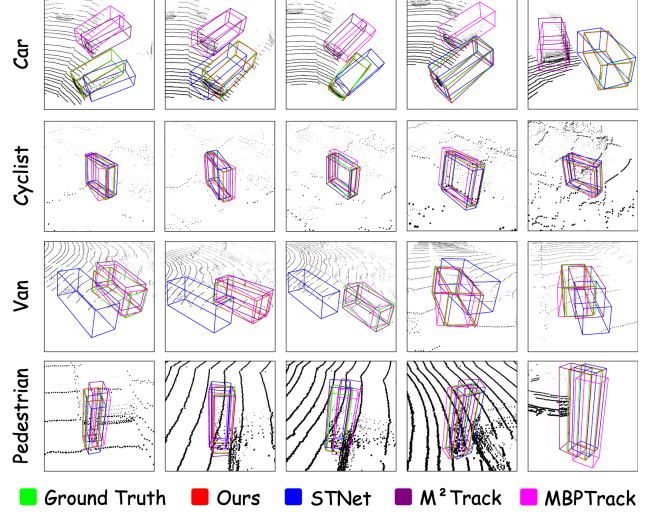 Car
Cyclist
Van
Pedestrian
Ground Truth Ours STNet M²Track MBPTrack